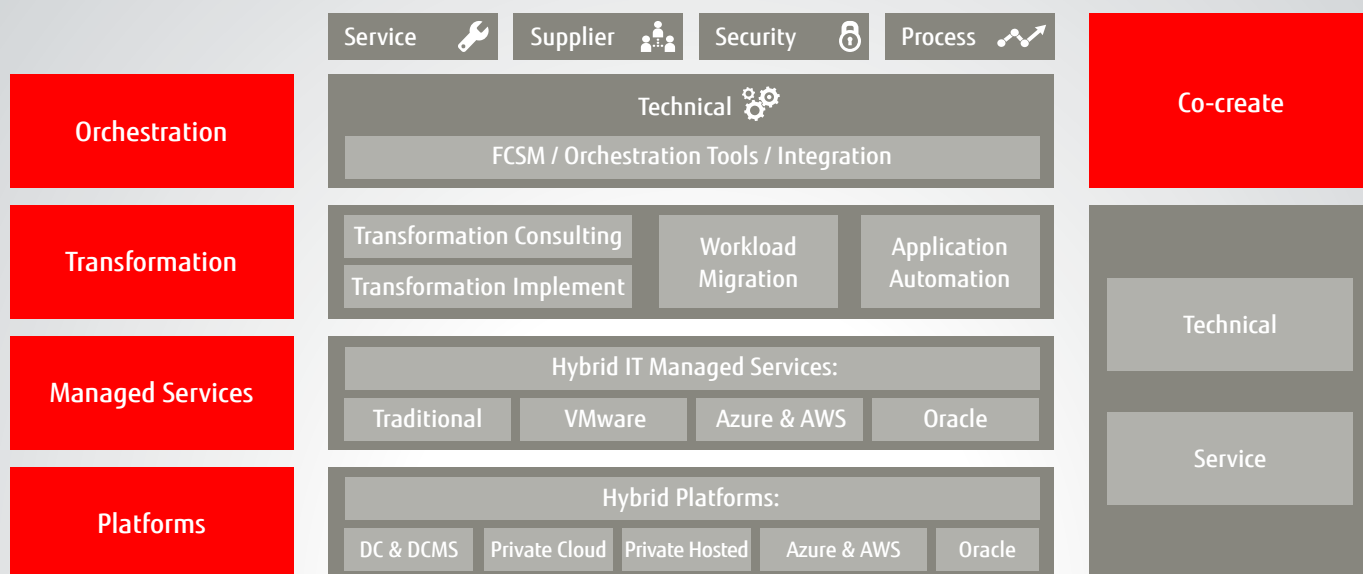 Service
Supplier
Security
Process
Orchestration
Technical
FCSM / Orchestration Tools / Integration
Co-create
Transformation
Transformation Consulting
Transformation Implement
Workload
Migration
Application
Automation
Managed Services
Hybrid IT Managed Services:
Traditional
VMware
Azure & AWS
Oracle
Platforms
Hybrid Platforms:
DC & DCMS
Private Cloud
Private Hosted
Azure & AWS
Oracle
Technical
Service